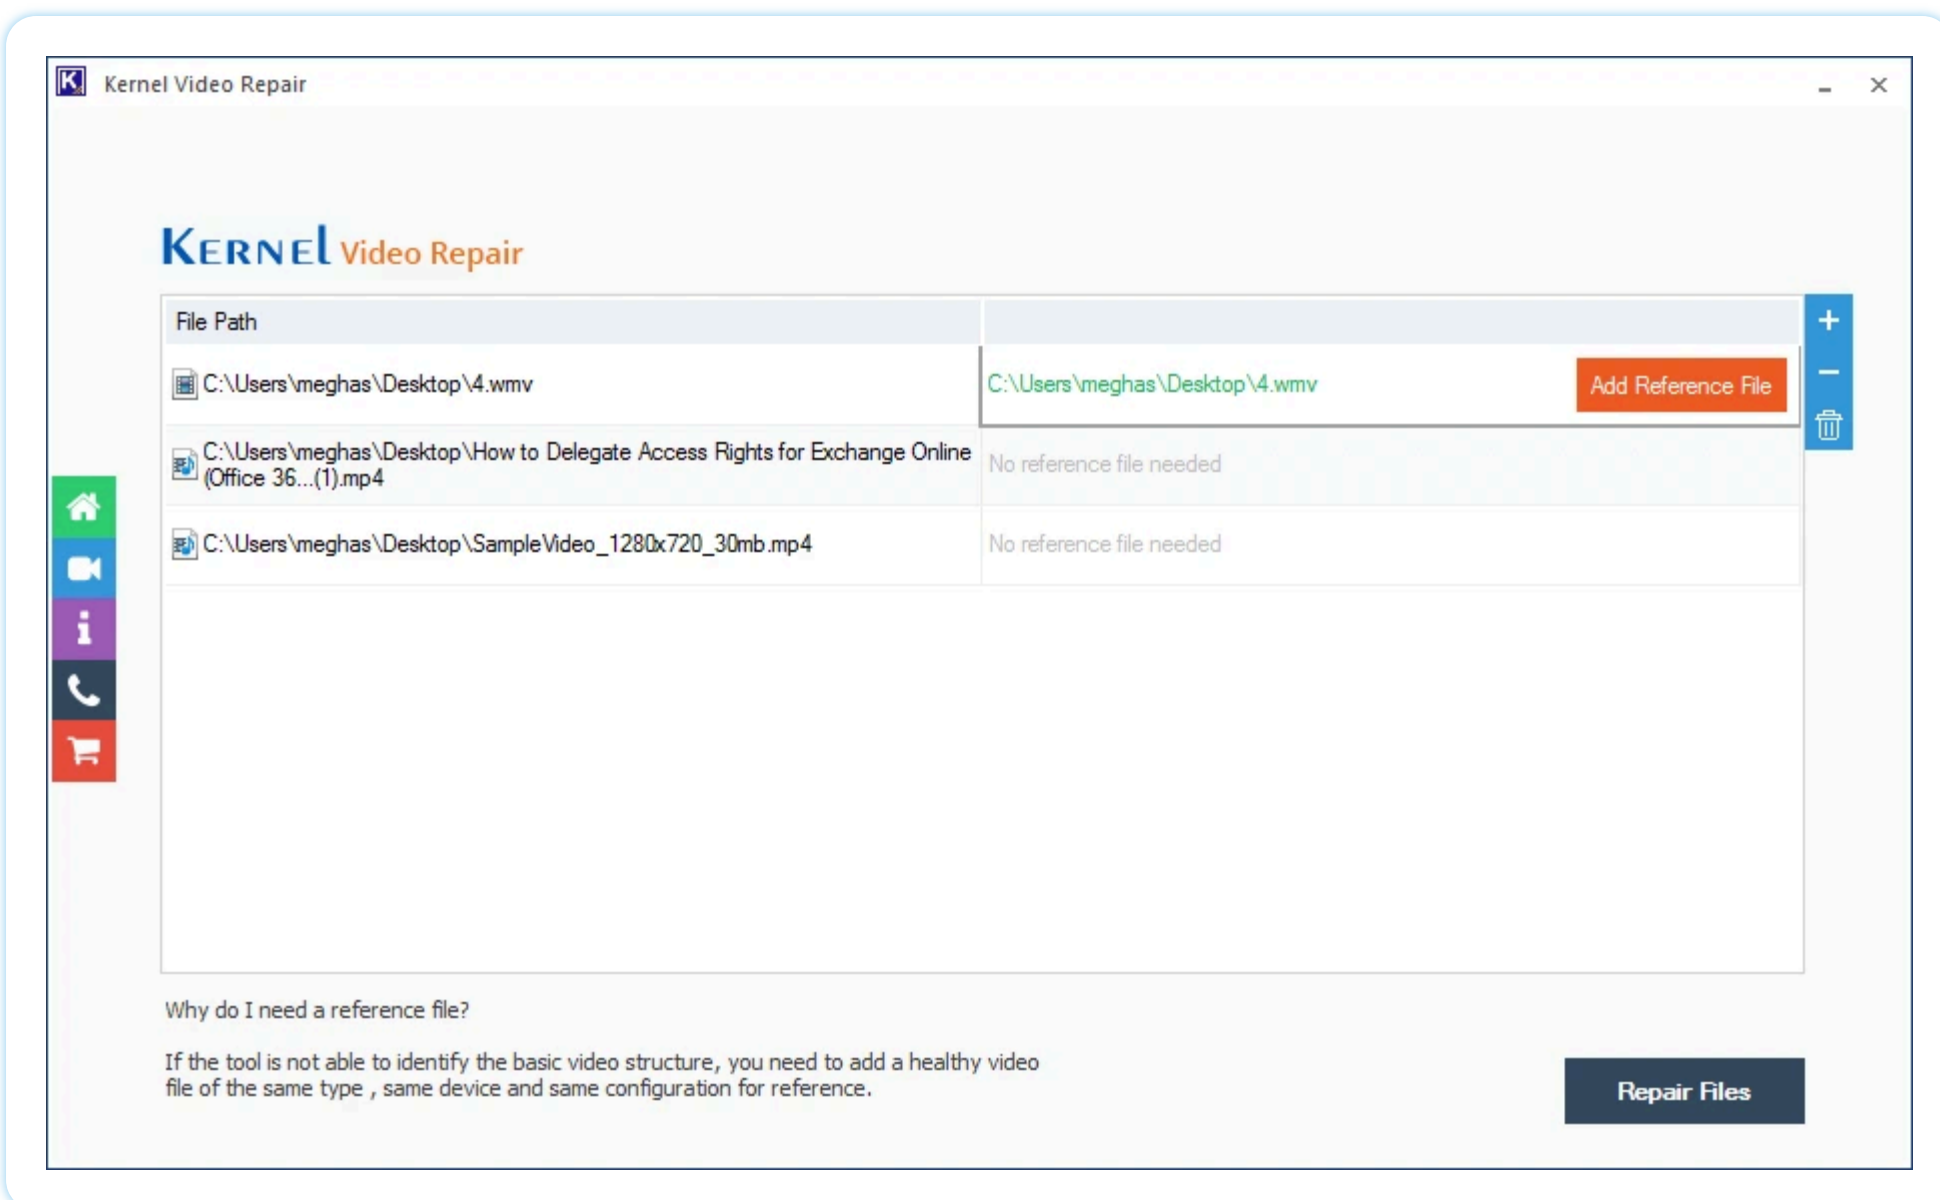 Kernel Video Repair
KERNEL Video Repair
File Path
C:\Users\meghas\Desktop\4.wmv
C:\Users\meghas\Desktop\4.wmv
Add Reference File
C:\Users\meghas\Desktop\How to Delegate Access Rights for Exchange Online
(Office 36...(1).mp4
No reference file needed
C:\Users\meghas\Desktop\SampleVideo_1280x720_30mb.mp4
No reference file needed
Why do I need a reference file?
If the tool is not able to identify the basic video structure, you need to add a healthy video
file of the same type , same device and same configuration for reference.
Repair Files